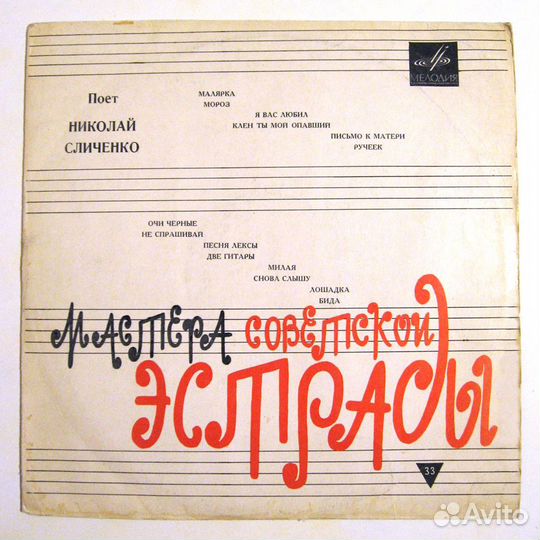 МЕЛОДИЯ
Поет
НИКОЛАЙ
СЛИЧЕНКО
МАЛЯРКА
МОРОЗ
Я ВАС ЛЮБИЛ
КЛЕН ТЫ МОЙ ОПАВШИЙ
ПИСЬМО К МАТЕРИ
РУЧЕЕК
ОЧИ ЧЕРНЫЕ
НЕ СПРАШИВАЙ
ПЕСНЯ ЛЕКСЫ
ДВЕ ГИТАРЫ
МИЛАЯ
СНОВА СЛЫШУ
ЛОШАДКА
БИДА
МАСТЕРА СОВЕТСКОЙ
ЭСТРАДЫ
33
Avito